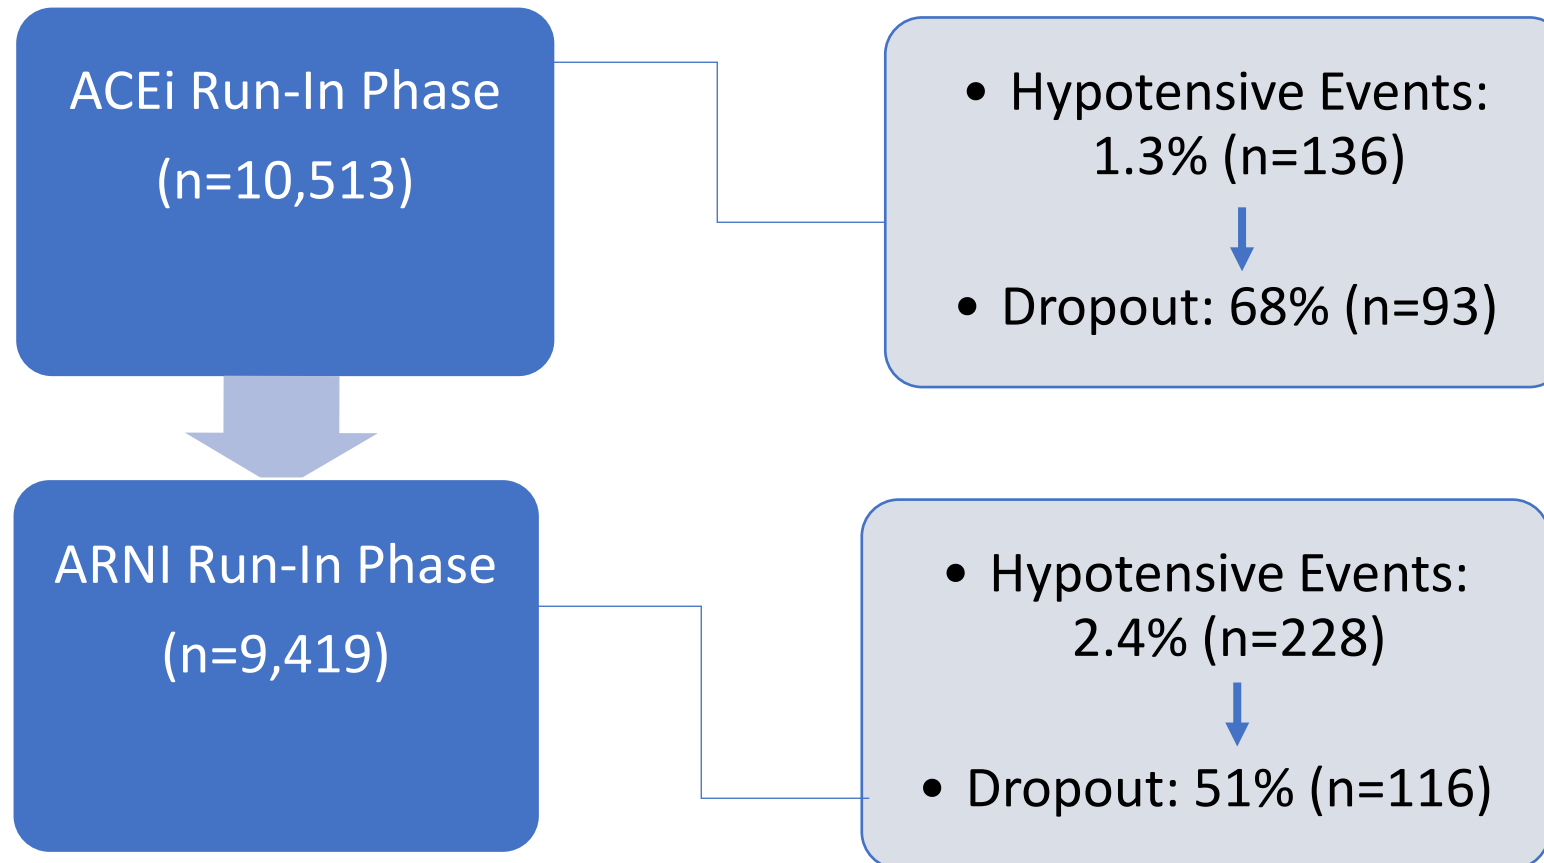 ACEi Run-In Phase
(n=10,513)
• Hypotensive Events:
1.3% (n=136)
• Dropout: 68% (n=93)
ARNI Run-In Phase
(n=9,419)
• Hypotensive Events:
2.4% (n=228)
• Dropout: 51% (n=116)